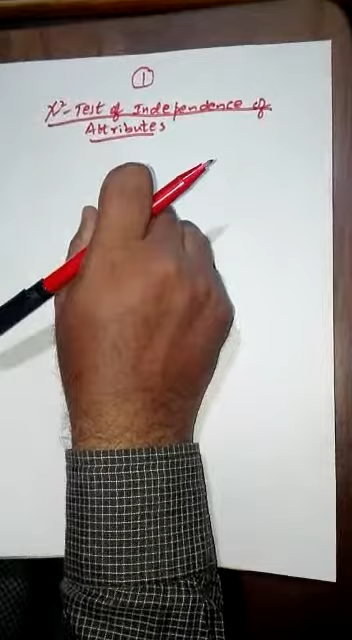 ①
χ²-Test of Independence of
Attributes